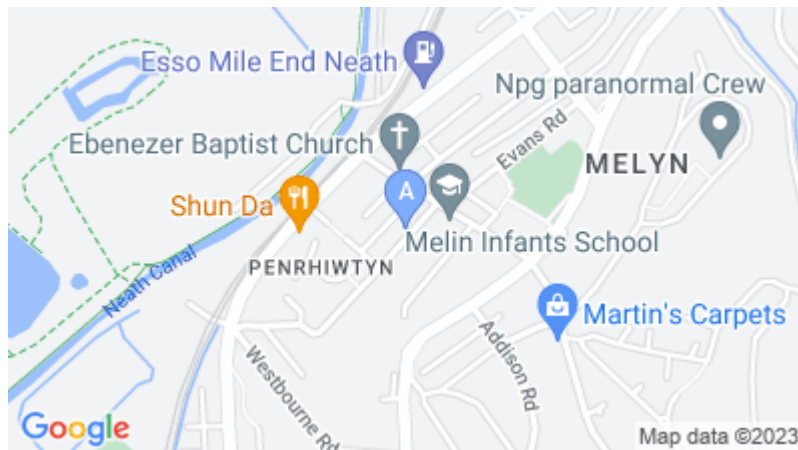 Esso Mile End Neath
Npg paranormal Crew
Ebenezer Baptist Church
Evans Rd
MELYN
Shun Da
A
Melin Infants School
PENRHIWTYN
Neath Canal
Martin's Carpets
Addison Rd
Westbourne Rd
Google
Map data ©2023